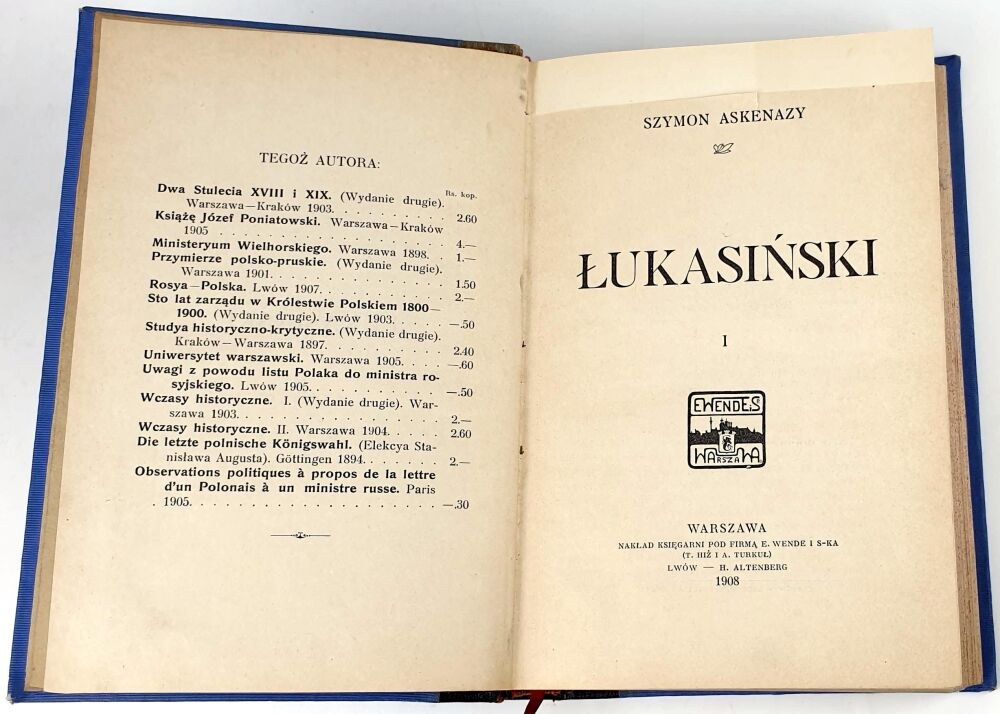 TEGOŻ AUTORA:
Rs. kop.
Dwa Stulecia XVIII i XIX. (Wydanie drugie).
Warszawa—Kraków 1903. . . . . . . . . 2.60
Książę Józef Poniatowski. Warszawa—Kraków
1905 . . . . . . . . . . . . . . . . . 4.—
Ministeryum Wielhorskiego. Warszawa 1898. . 1.—
Przymierze polsko-pruskie. (Wydanie drugie).
Warszawa 1901. . . . . . . . . . . . . 1.50
Rosya—Polska. Lwów 1907. . . . . . . . . 2.—
Sto lat zarządu w Królestwie Polskiem 1800—
1900. (Wydanie drugie). Lwów 1903. . . . . —.50
Studya historyczno-krytyczne. (Wydanie drugie).
Kraków—Warszawa 1897. . . . . . . . . 2.40
Uniwersytet warszawski. Warszawa 1905. . . . —.60
Uwagi z powodu listu Polaka do ministra ro-
syjskiego. Lwów 1905. . . . . . . . . . —.50
Wczasy historyczne. I. (Wydanie drugie). War-
szawa 1903. . . . . . . . . . . . . . 2.—
Wczasy historyczne. II. Warszawa 1904. . . . . 2.60
Die letzte polnische Königswahl. (Elekcya Sta-
nisława Augusta). Göttingen 1894. . . . . . 2.—
Observations politiques à propos de la lettre
d'un Polonais à un ministre russe. Paris
. 1905. . . . . . . . . . . . . . . . . —.30
SZYMON ASKENAZY
ŁUKASIŃSKI
I
E WENDE S-KA
WARSZAWA
WARSZAWA
NAKŁAD KSIĘGARNI POD FIRMĄ E. WENDE I S-KA
(T. HIŻ I A. TURKUŁ)
LWÓW — H. ALTENBERG
1908